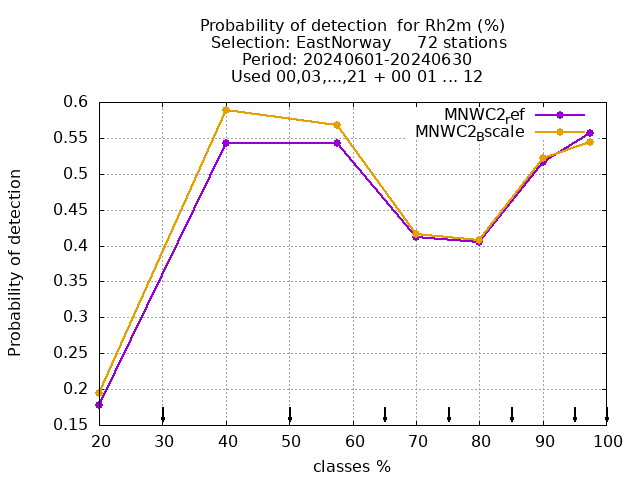 Probability of detection  for Rh2m (%)
Selection: EastNorway     72 stations
Period: 20240601-20240630
Used 00,03,...,21 + 00 01 ... 12
MNWC2ref
MNWC2Bscale
Probability of detection
0.6
0.55
0.5
0.45
0.4
0.35
0.3
0.25
0.2
0.15
20 30 40 50 60 70 80 90 100
classes %